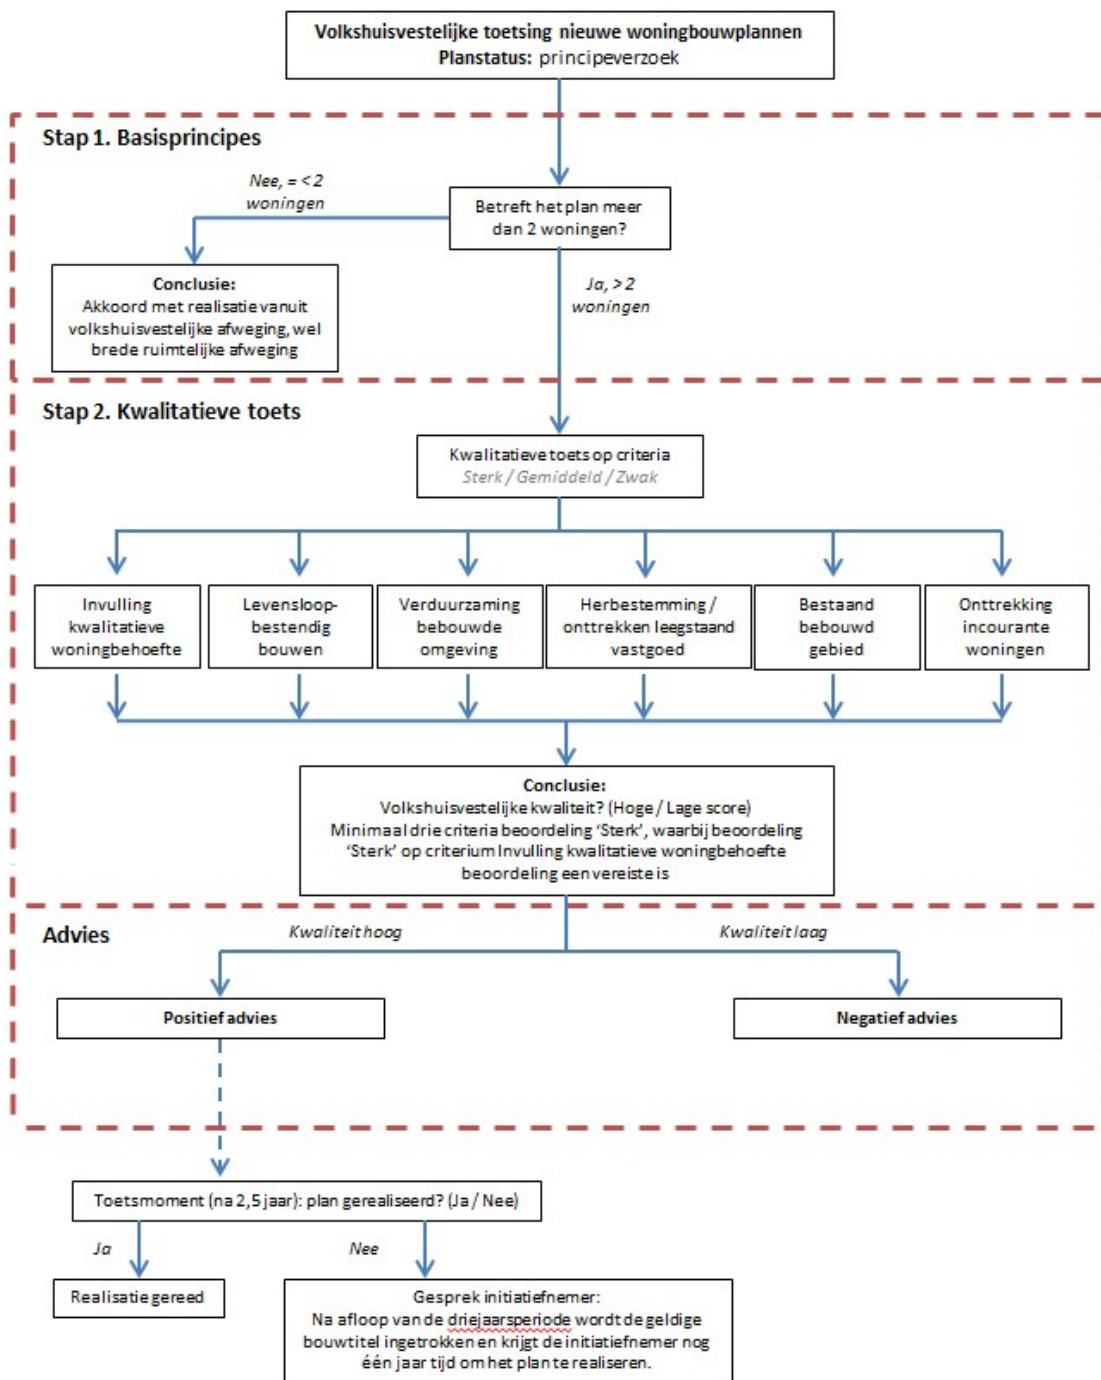 Volkshuisvestelijke toetsing nieuwe woningbouwplannen
Planstatus: principeverzoek
Stap 1. Basisprincipes
Nee, = < 2
woningen
Betreft het plan meer
dan 2 woningen?
Conclusie:
Akkoord met realisatie vanuit
volkshuisvestelijke afweging, wel
brede ruimtelijke afweging
Ja, > 2
woningen
Stap 2. Kwalitatieve toets
Kwalitatieve toets op criteria
Sterk / Gemiddeld / Zwak
Invulling
kwalitatieve
woningbehoefte
Levensloop-
bestendig
bouwen
Verduurzaming
bebouwde
omgeving
Herbestemming /
onttrekken leegstaand
vastgoed
Bestaand
bebouwd
gebied
Onttrekking
incourante
woningen
Conclusie:
Volkshuisvestelijke kwaliteit? (Hoge / Lage score)
Minimaal drie criteria beoordeling 'Sterk', waarbij beoordeling
'Sterk' op criterium Invulling kwalitatieve woningbehoefte
beoordeling een vereiste is
Advies
Kwaliteit hoog
Kwaliteit laag
Positief advies
Negatief advies
Toetsmoment (na 2,5 jaar): plan gerealiseerd? (Ja / Nee)
Ja
Nee
Realisatie gereed
Gesprek initiatiefnemer:
Na afloop van de driejaarsperiode wordt de geldige
bouwtitel ingetrokken en krijgt de initiatiefnemer nog
één jaar tijd om het plan te realiseren.